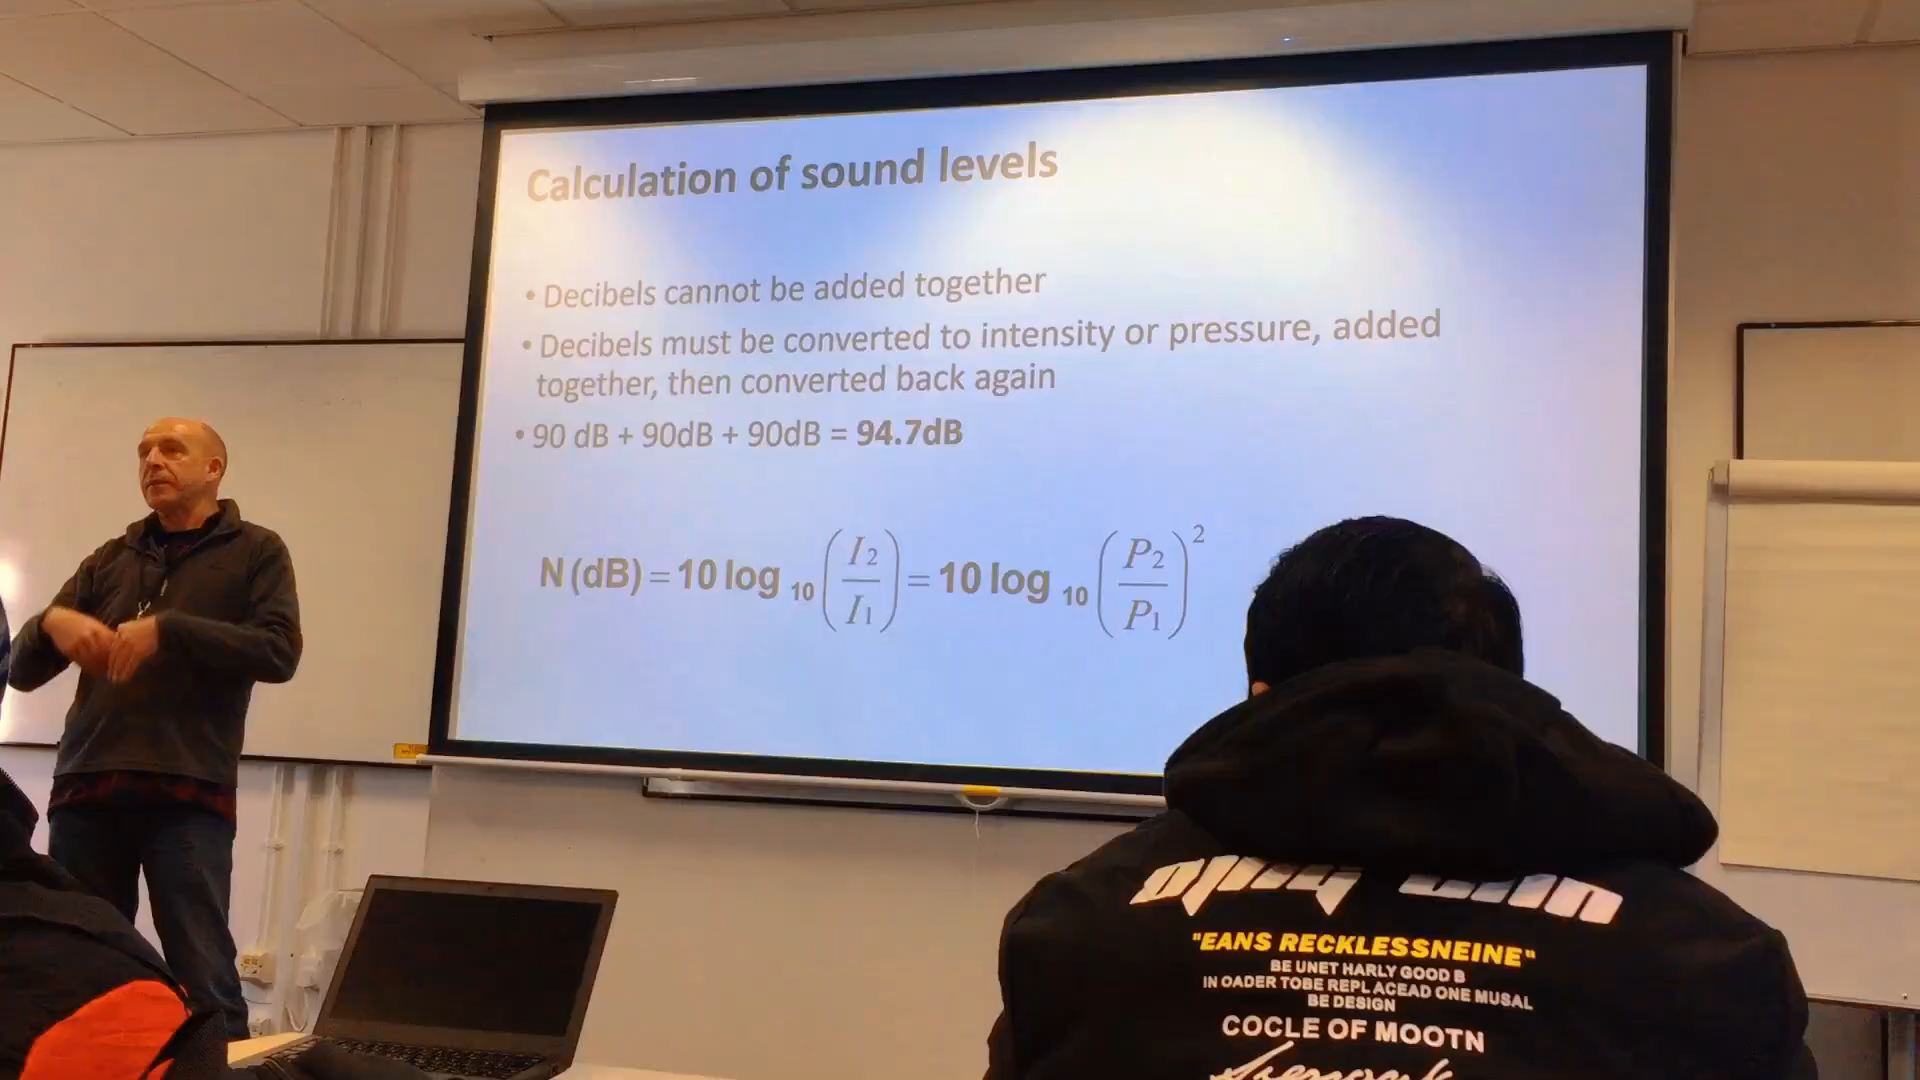 Calculation of sound levels
• Decibels cannot be added together
• Decibels must be converted to intensity or pressure, added
together, then converted back again
• 90 dB + 90dB + 90dB = 94.7dB
N (dB) = 10 log 10 (I2/I1) = 10 log 10 (P2/P1)²
"EANS RECKLESSNEINE"
BE UNET HARLY GOOD B
IN OADER TOBE REPL ACEAD ONE MUSAL
BE DESIGN
COCLE OF MOOTN